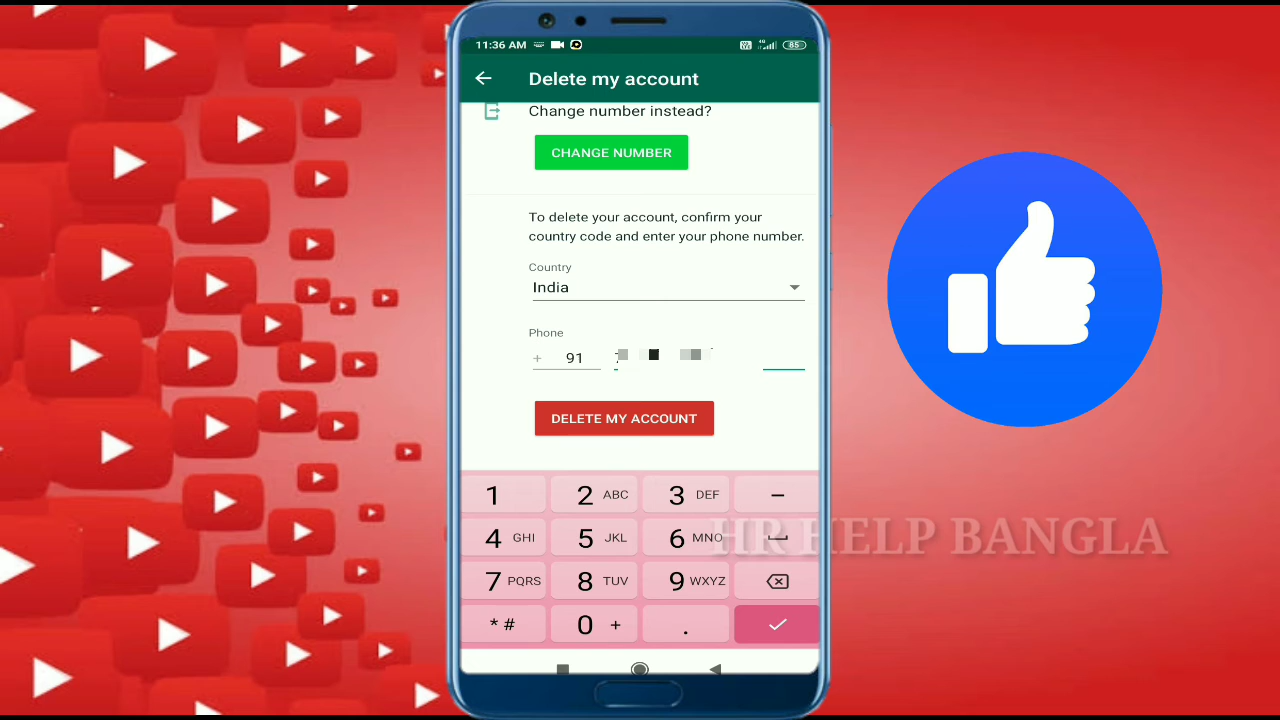 11:36 AM
4G
85
Delete my account
Change number instead?
CHANGE NUMBER
To delete your account, confirm your
country code and enter your phone number.
Country
India
Phone
+ 91
DELETE MY ACCOUNT
1 2 ABC 3 DEF –
4 GHI 5 JKL 6 MNO
7 PQRS 8 TUV 9 WXYZ
* # 0 + .
HR HELP BANGLA